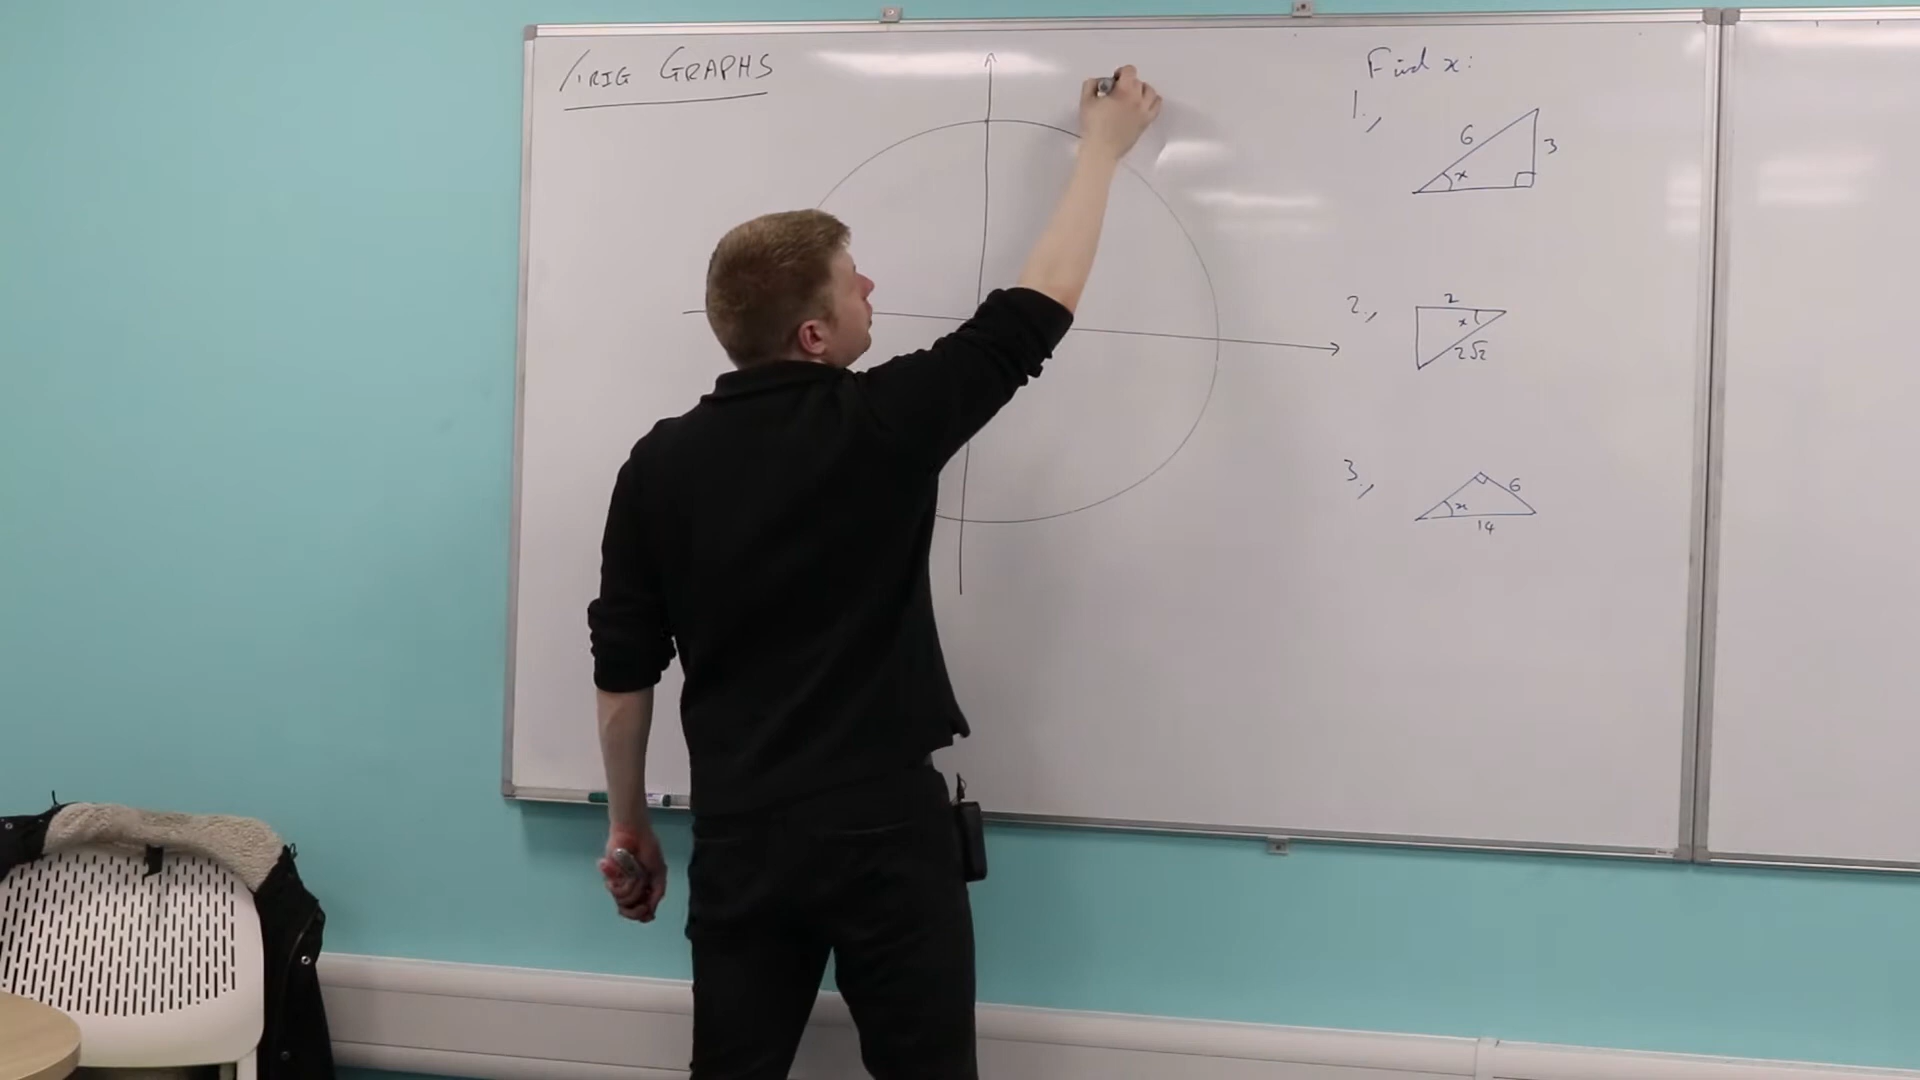 TRIG GRAPHS
Find x:
1.,
6
3
x
2.,
2
x
2√2
3.,
6
x
14